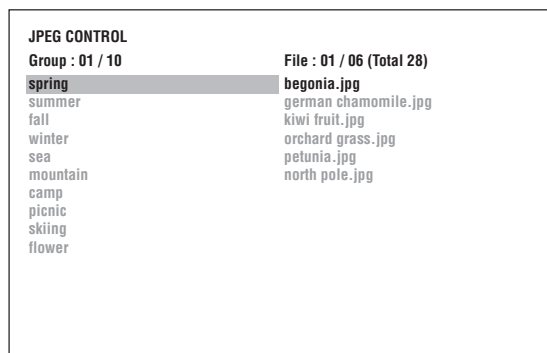 JPEG CONTROL
Group : 01 / 10
spring
summer
fall
winter
sea
mountain
camp
picnic
skiing
flower
File : 01 / 06 (Total 28)
begonia.jpg
german chamomile.jpg
kiwi fruit.jpg
orchard grass.jpg
petunia.jpg
north pole.jpg